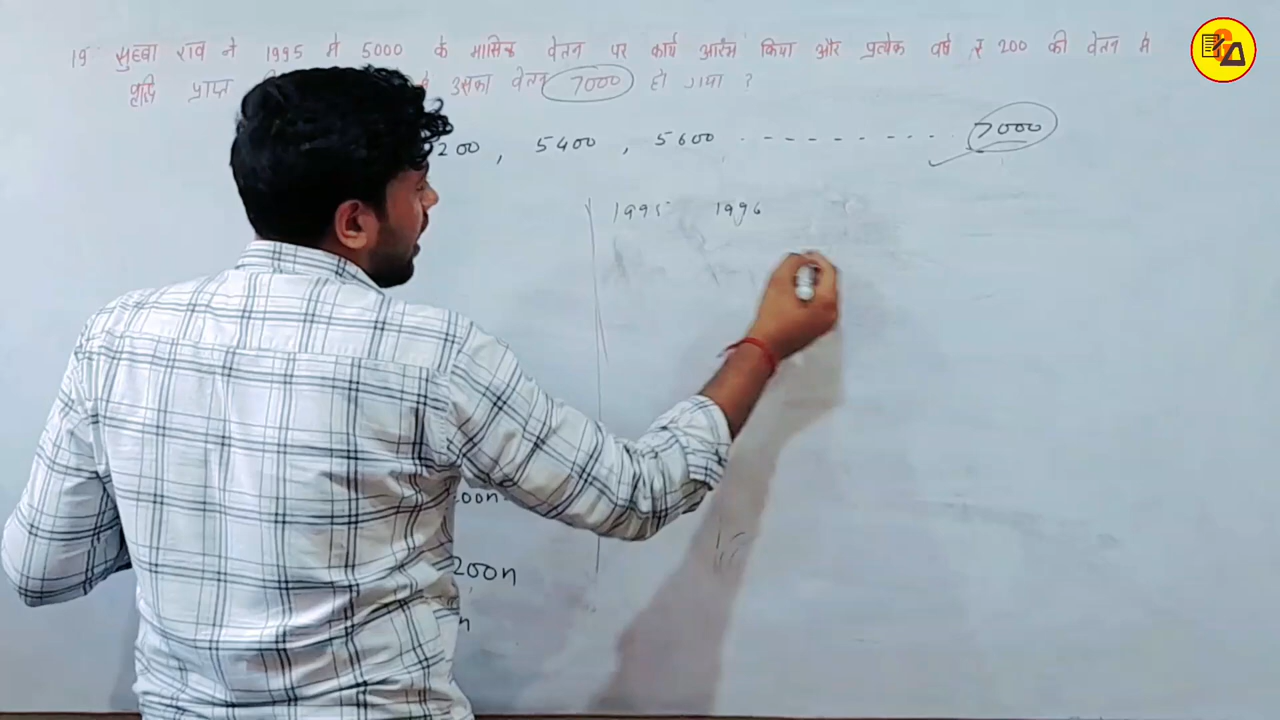 19 सुब्बा राव ने 1995 मे 5000 के मासिक वेतन पर कार्य आरंभ किया और प्रत्येक वर्ष ₹ 200 की वेतन मे
वृद्धि प्राप्त उसका वेतन 7000 हो गया ?
200 , 5400 , 5600 . - - - - - - - - - . 7000
1995 1996
200n